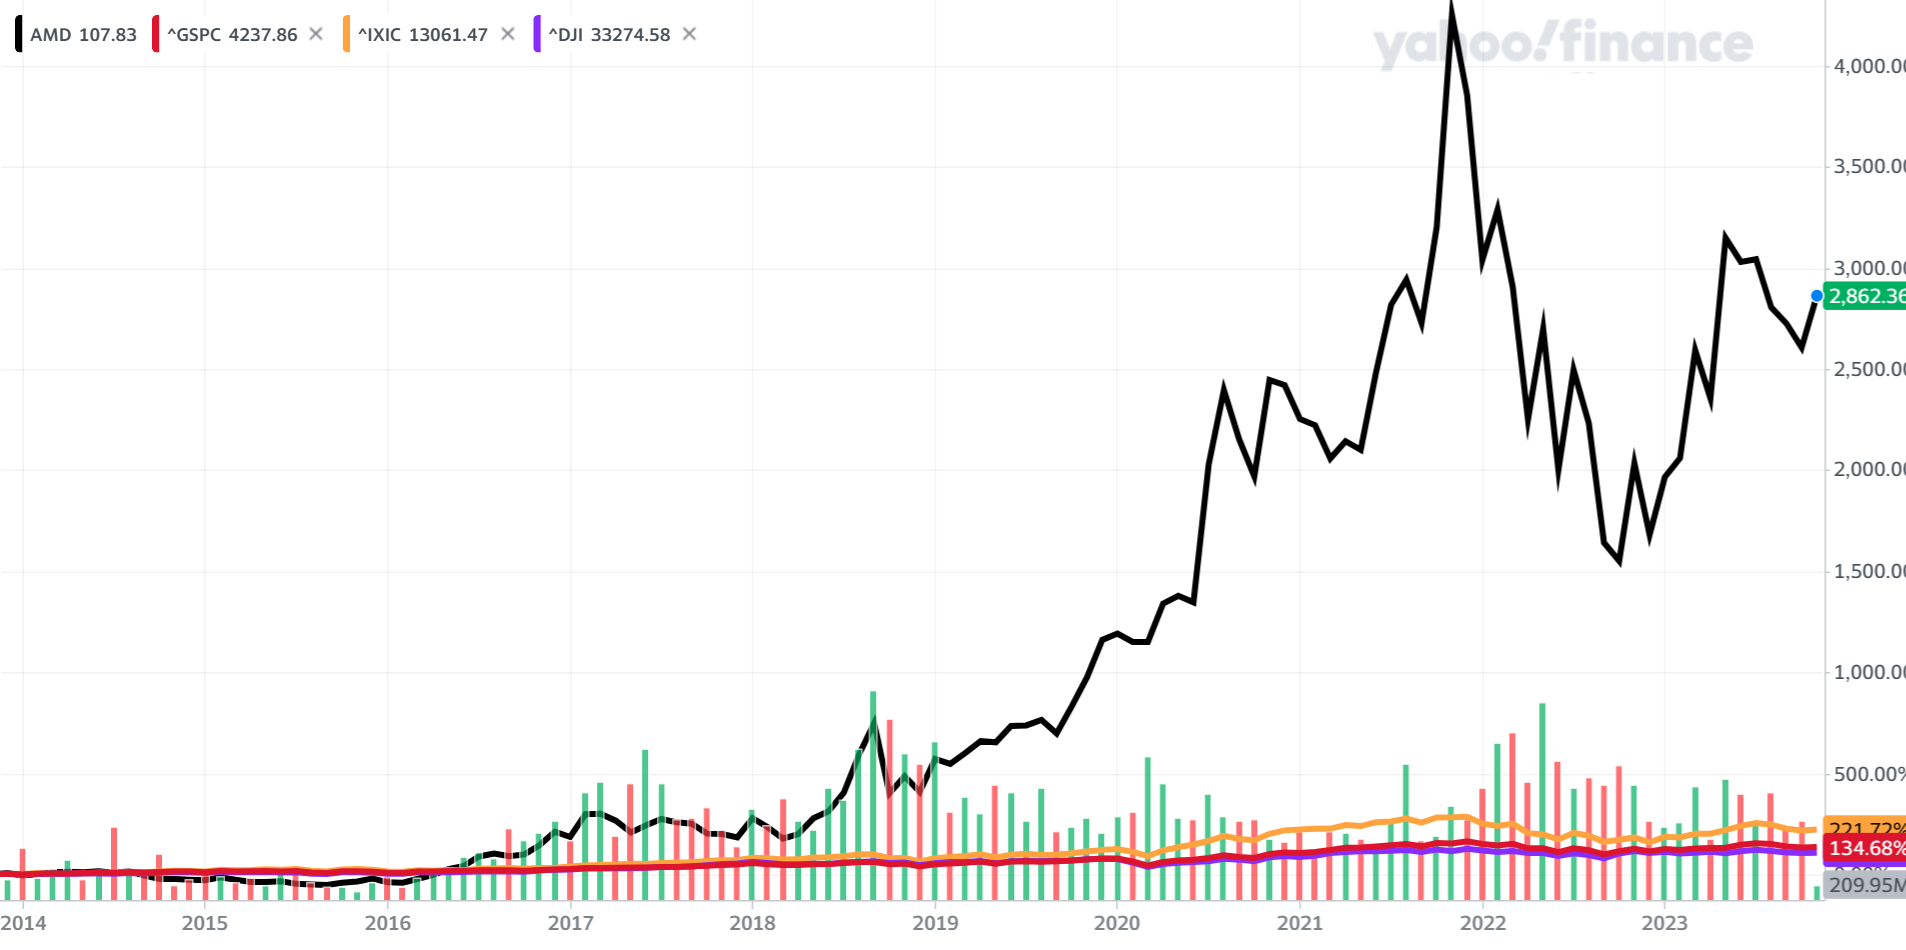 AMD 107.83 ^GSPC 4237.86 ✕ ^IXIC 13061.47 ✕ ^DJI 33274.58 ✕
yahoo!finance
4,000.00
3,500.00
3,000.00
2,862.36
2,500.00
2,000.00
1,500.00
1,000.00
500.00%
221.72%
134.68%
209.95M
2014 2015 2016 2017 2018 2019 2020 2021 2022 2023